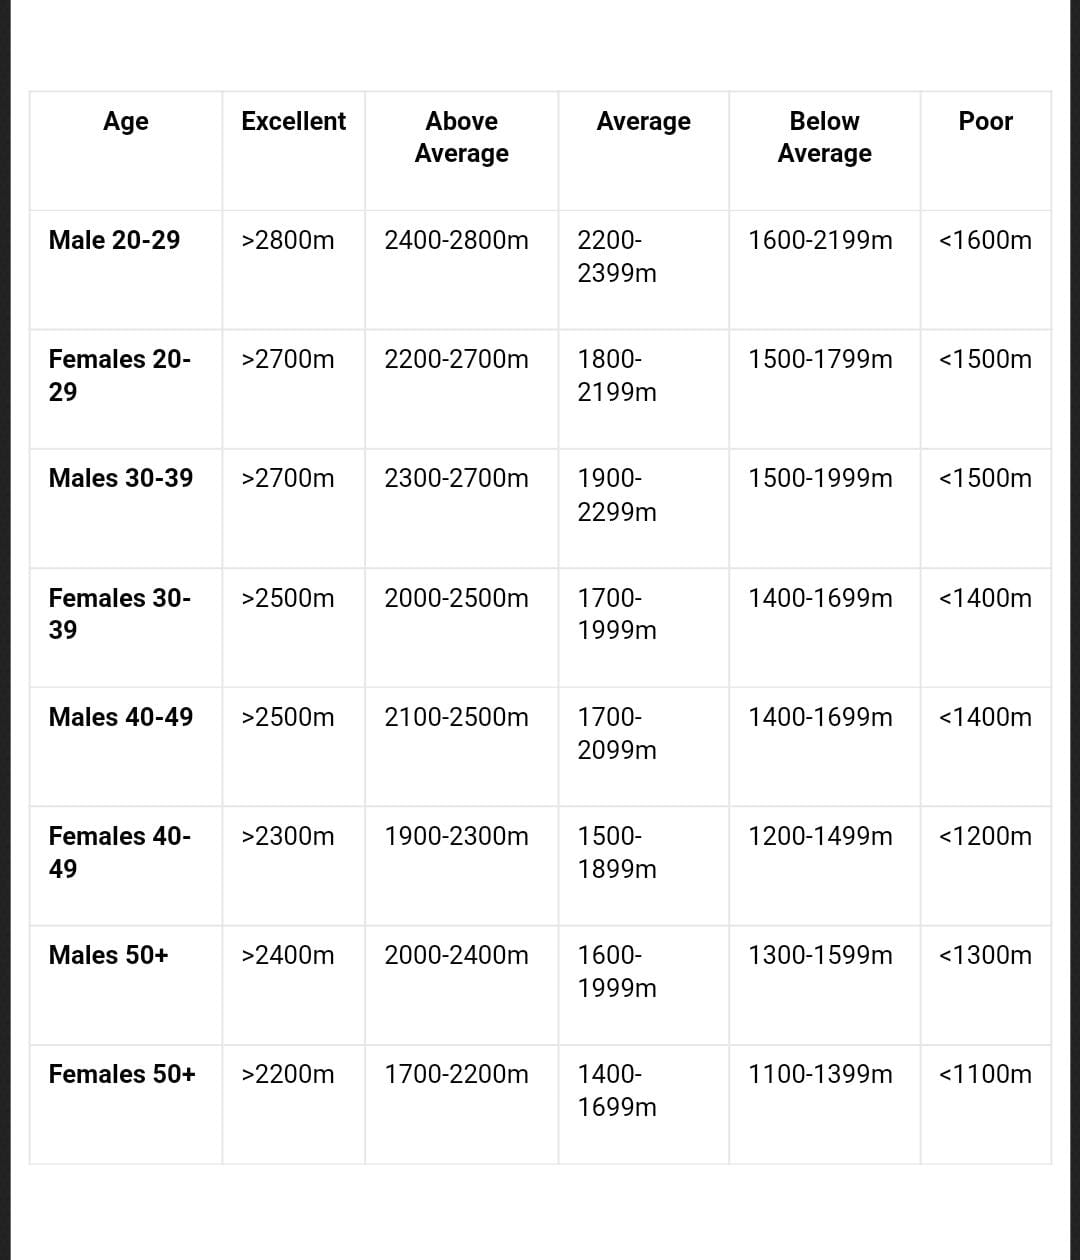 Age Excellent Above Average Below Poor
Average Average
Male 20-29 >2800m 2400-2800m 2200- 1600-2199m <1600m
2399m
Females 20- >2700m 2200-2700m 1800- 1500-1799m <1500m
29 2199m
Males 30-39 >2700m 2300-2700m 1900- 1500-1999m <1500m
2299m
Females 30- >2500m 2000-2500m 1700- 1400-1699m <1400m
39 1999m
Males 40-49 >2500m 2100-2500m 1700- 1400-1699m <1400m
2099m
Females 40- >2300m 1900-2300m 1500- 1200-1499m <1200m
49 1899m
Males 50+ >2400m 2000-2400m 1600- 1300-1599m <1300m
1999m
Females 50+ >2200m 1700-2200m 1400- 1100-1399m <1100m
1699m